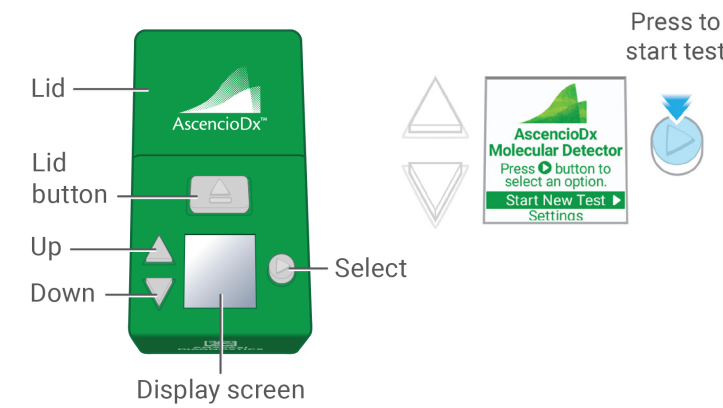 Lid
AscencioDx™
Lid
button
Up
Down
Select
Display screen
Press to
start test
AscencioDx
Molecular Detector
Press button to
select an option.
Start New Test
Settings